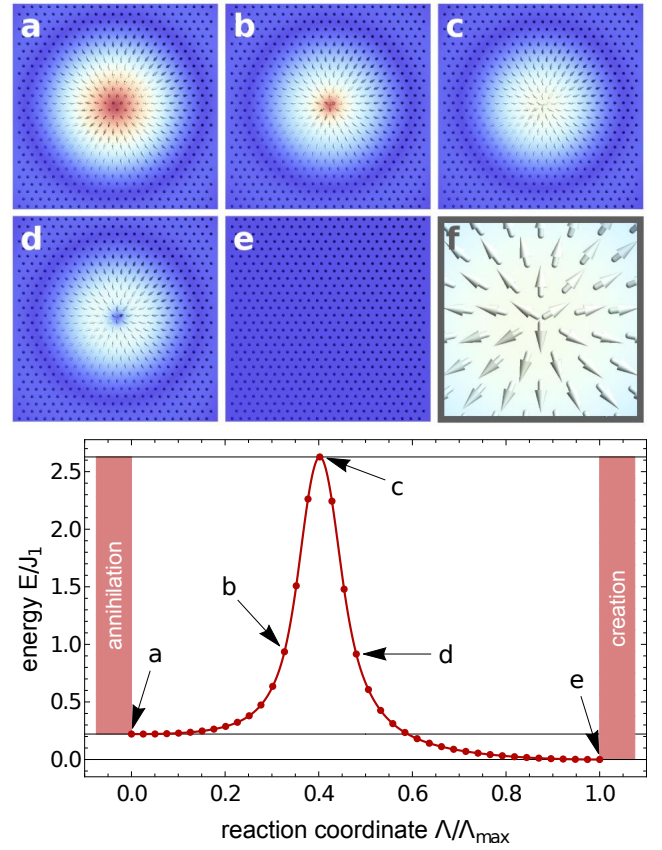 a b c
d e f
2.5
2.0
1.5
1.0
0.5
0.0
energy E/J₁
annihilation
creation
a
b
c
d
e
0.0 0.2 0.4 0.6 0.8 1.0
reaction coordinate Λ/Λmax